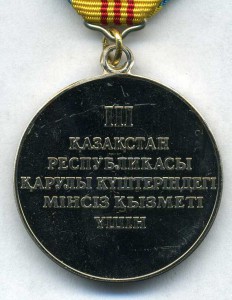 III
ҚАЗАҚСТАН
РЕСПУБЛИКАСЫ
ҚАРУЛЫ КҮШТЕРІНДЕГІ
МІНСІЗ ҚЫЗМЕТІ
ҮШІН